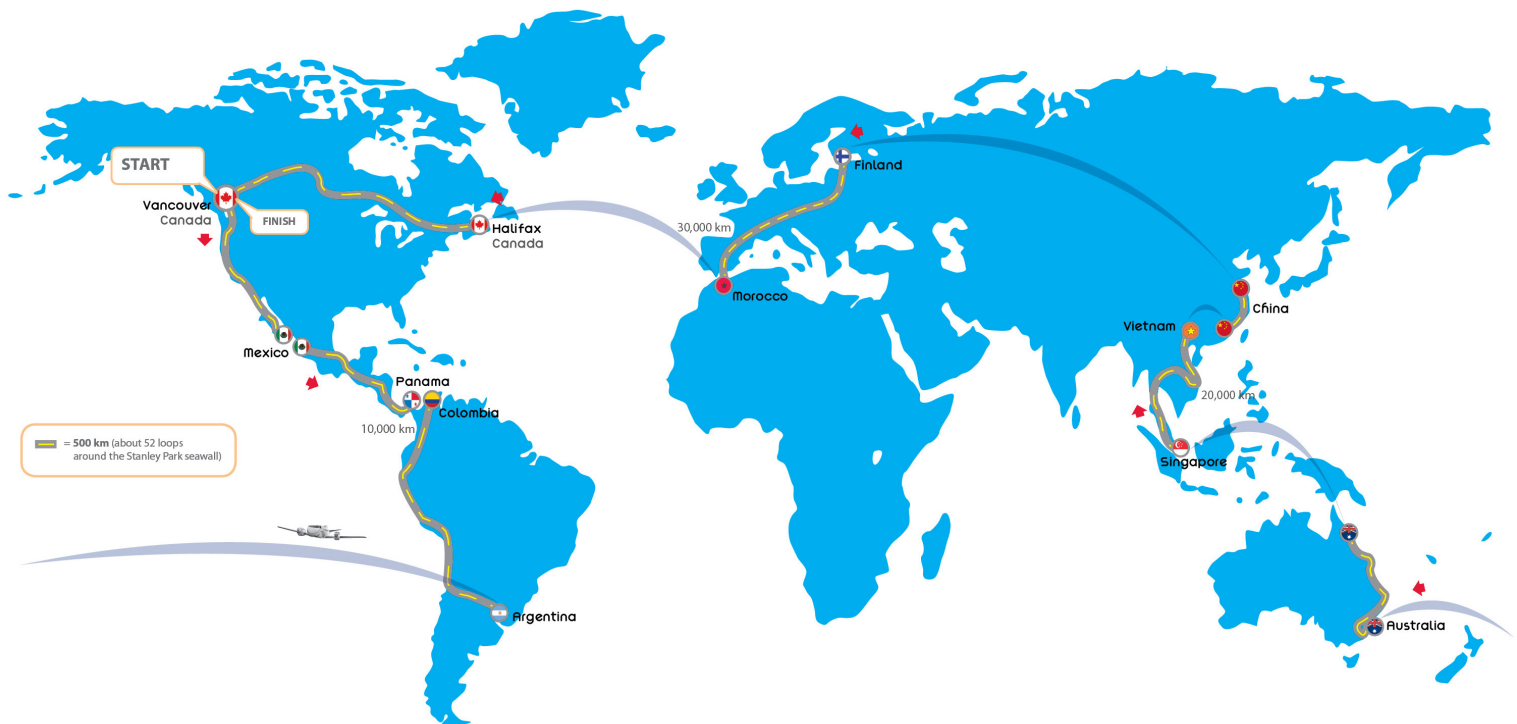 START
Vancouver
Canada
FINISH
Halifax
Canada
30,000 km
Finland
Morocco
China
Vietnam
20,000 km
Mexico
Panama
Colombia
10,000 km
= 500 km (about 52 loops
around the Stanley Park seawall)
Singapore
Argentina
Australia